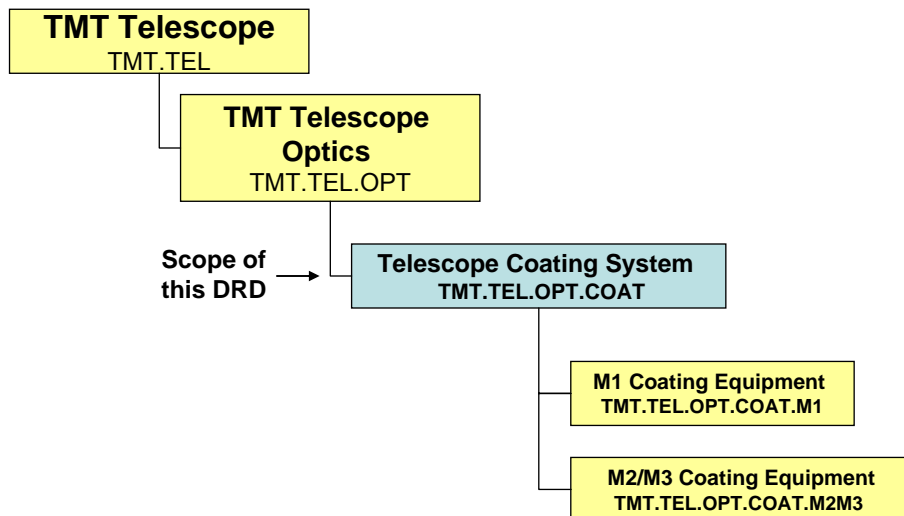 TMT Telescope
TMT.TEL
TMT Telescope
Optics
TMT.TEL.OPT
Scope of
this DRD
Telescope Coating System
TMT.TEL.OPT.COAT
M1 Coating Equipment
TMT.TEL.OPT.COAT.M1
M2/M3 Coating Equipment
TMT.TEL.OPT.COAT.M2M3